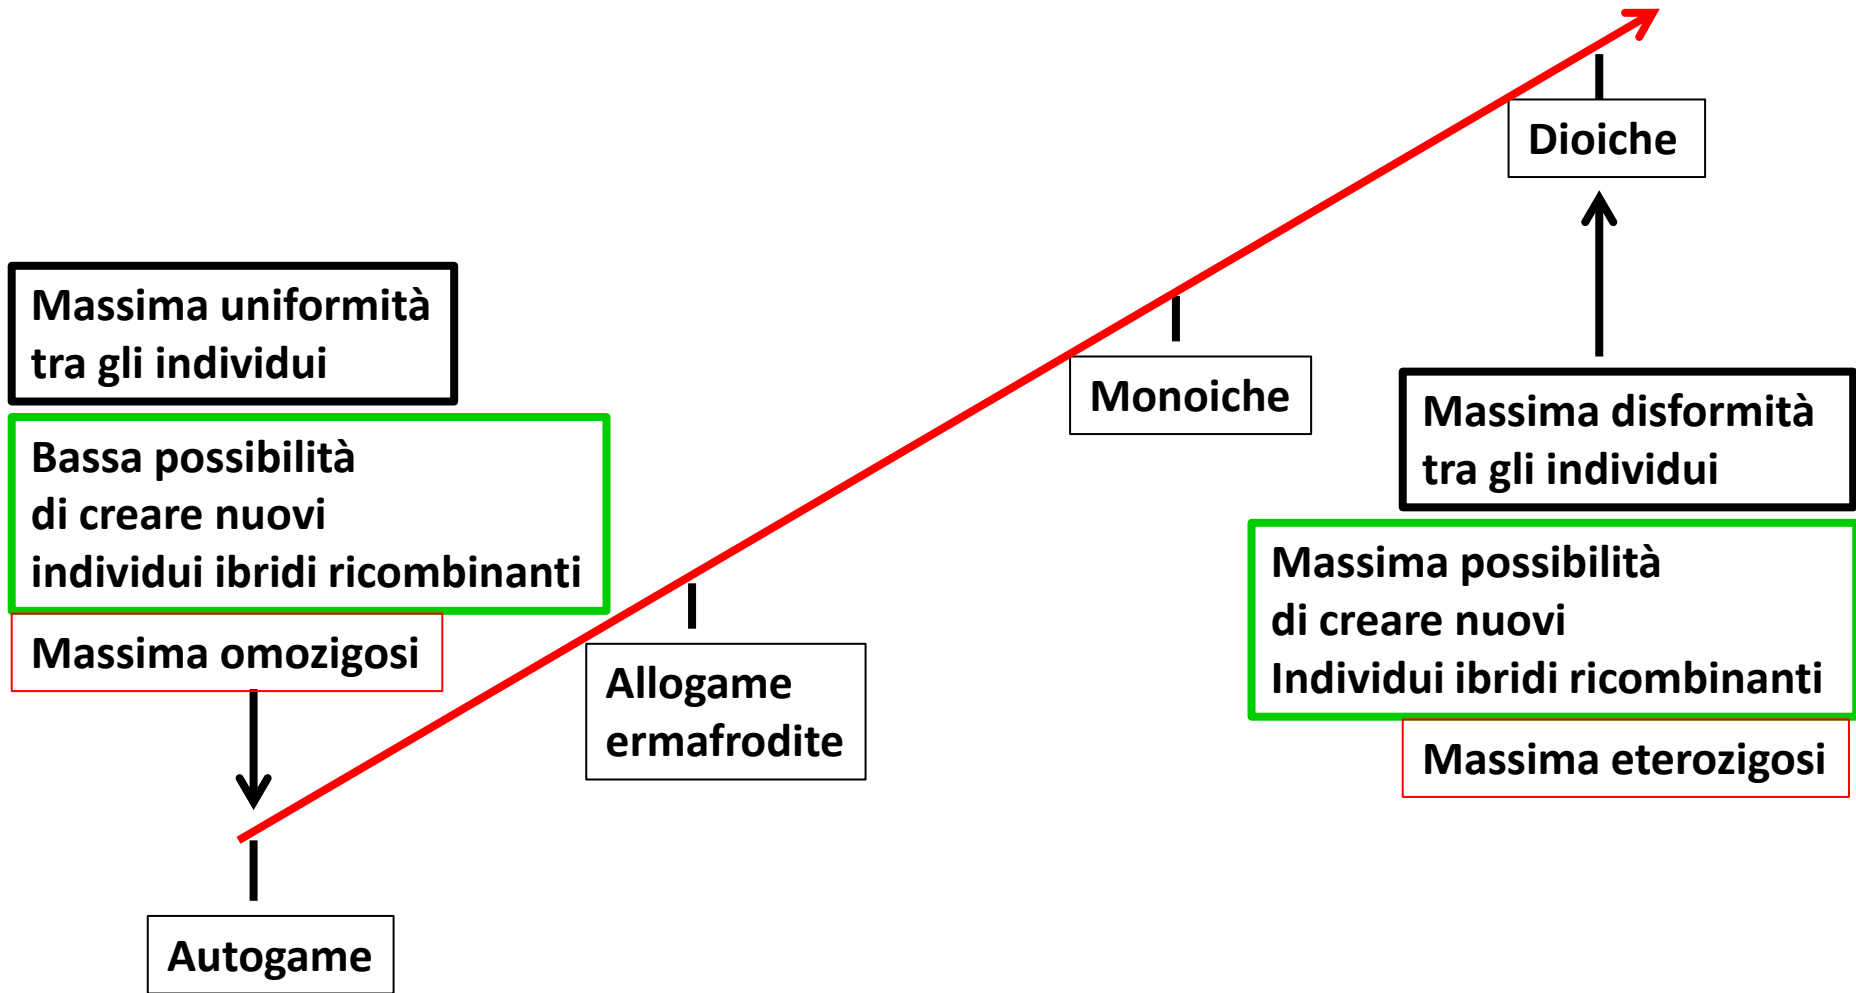 Dioiche
Massima uniformità
tra gli individui
Bassa possibilità
di creare nuovi
individui ibridi ricombinanti
Massima omozigosi
Monoiche
Massima disformità
tra gli individui
Massima possibilità
di creare nuovi
Individui ibridi ricombinanti
Massima eterozigosi
Allogame
ermafrodite
Autogame